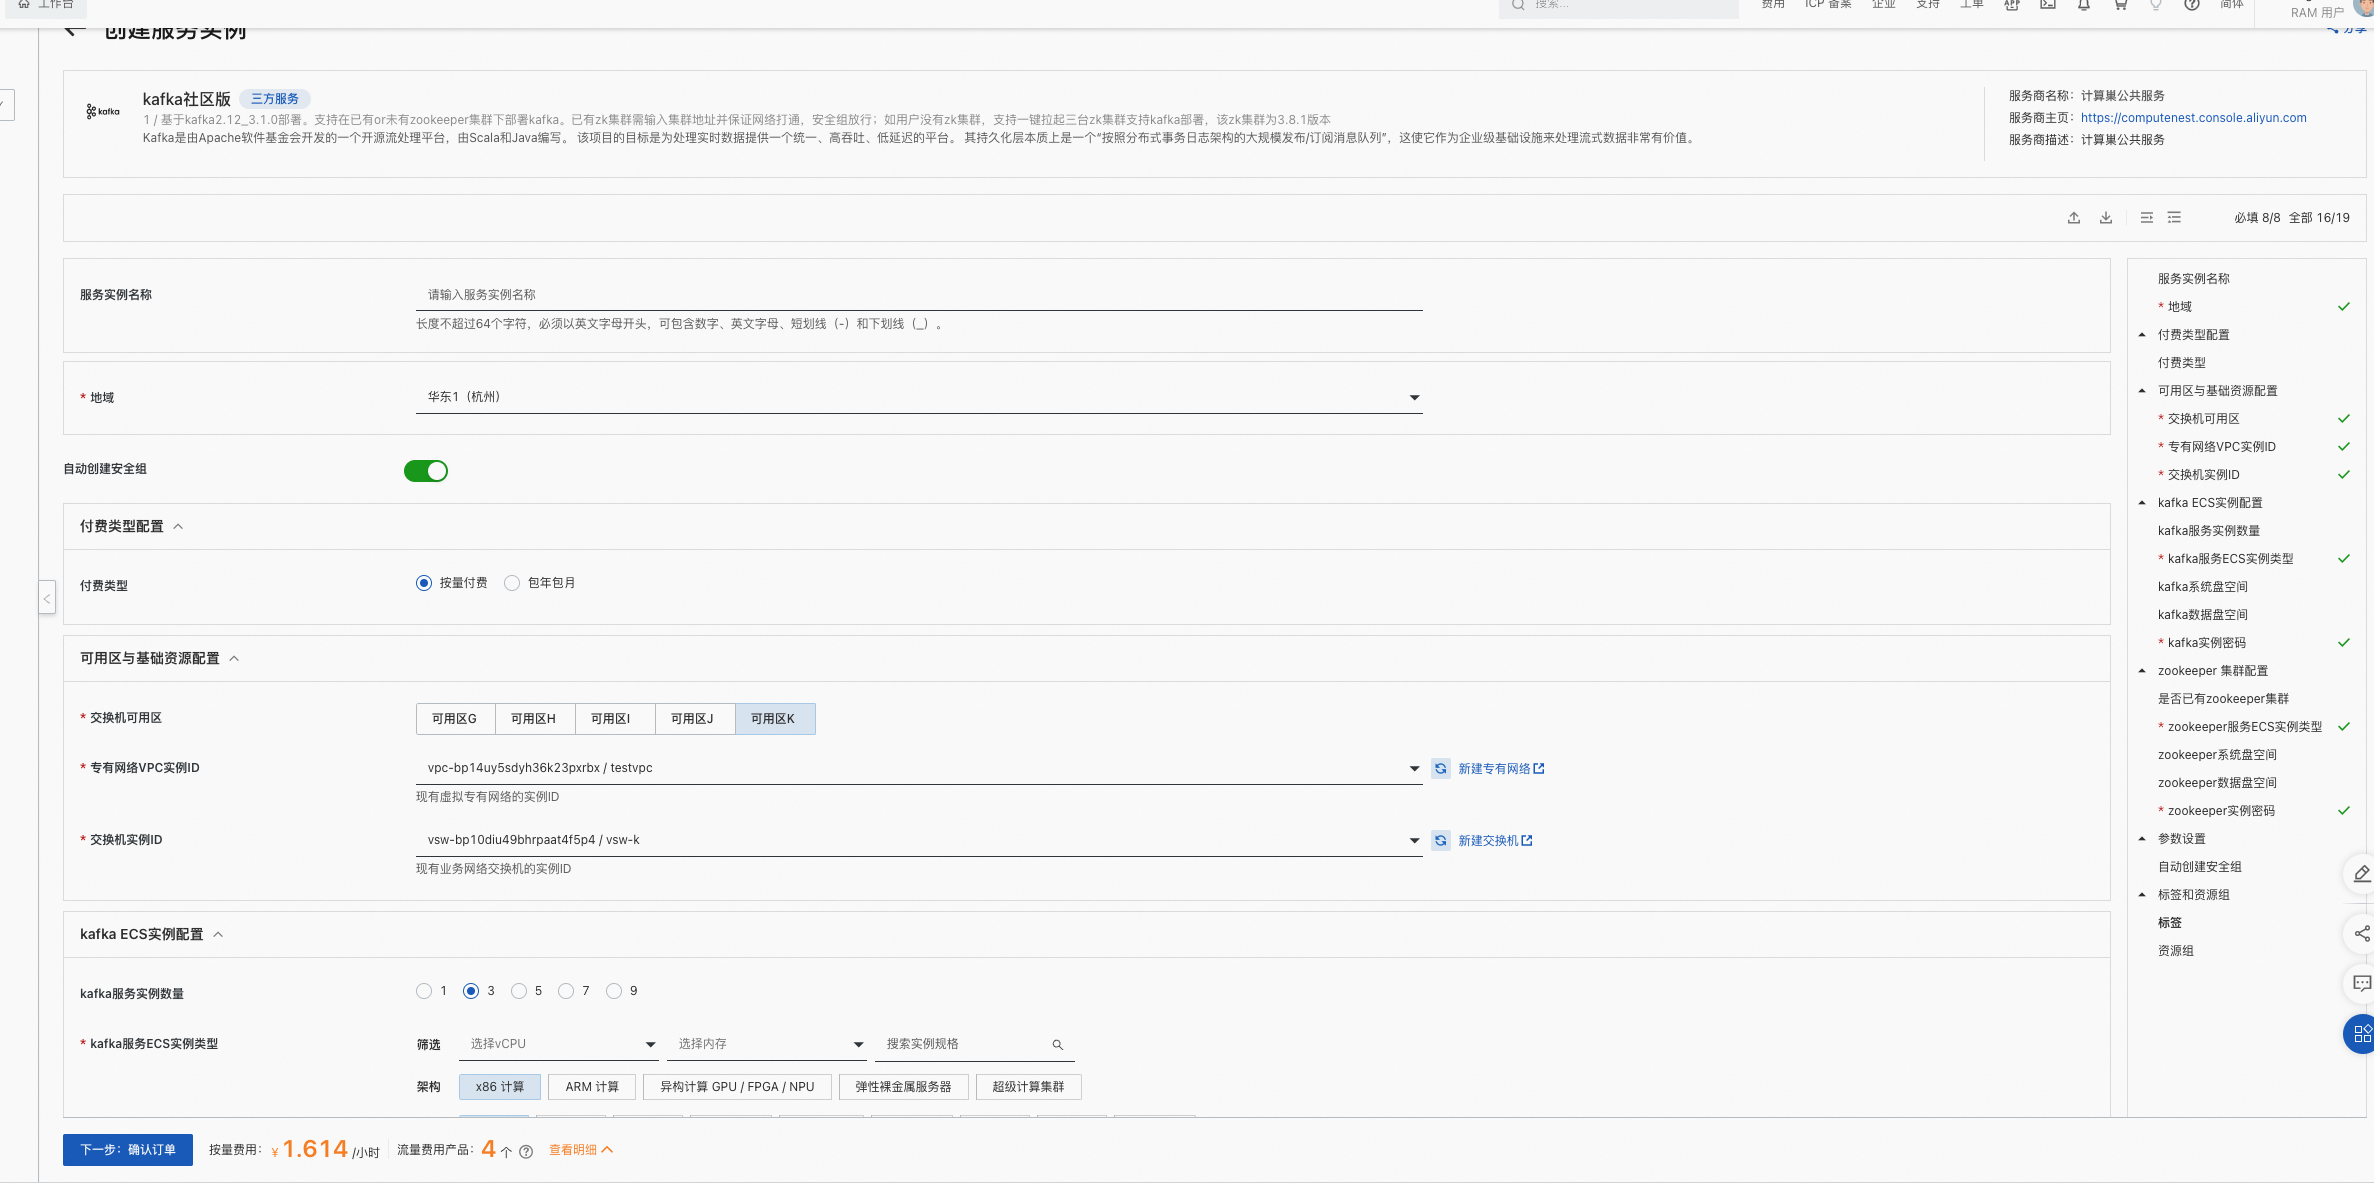 工作台
搜索...
费用 ICP 备案 企业 支持 工单 简体
RAM 用户
创建服务实例
分享
kafka
kafka社区版 三方服务
1 / 基于kafka2.12_3.1.0部署。支持在已有or未有zookeeper集群下部署kafka。已有zk集群需输入集群地址并保证网络打通，安全组放行；如用户没有zk集群，支持一键拉起三台zk集群支持kafka部署，该zk集群为3.8.1版本
Kafka是由Apache软件基金会开发的一个开源流处理平台，由Scala和Java编写。 该项目的目标是为处理实时数据提供一个统一、高吞吐、低延迟的平台。 其持久化层本质上是一个“按照分布式事务日志架构的大规模发布/订阅消息队列”，这使它作为企业级基础设施来处理流式数据非常有价值。
服务商名称：计算巢公共服务
服务商主页：https://computenest.console.aliyun.com
服务商描述：计算巢公共服务
必填 8/8 全部 16/19
服务实例名称
请输入服务实例名称
长度不超过64个字符，必须以英文字母开头，可包含数字、英文字母、短划线（-）和下划线（_）。
* 地域
华东1（杭州）
自动创建安全组
付费类型配置
付费类型
按量付费 包年包月
可用区与基础资源配置
* 交换机可用区
可用区G 可用区H 可用区I 可用区J 可用区K
* 专有网络VPC实例ID
vpc-bp14uy5sdyh36k23pxrbx / testvpc
新建专有网络
现有虚拟专有网络的实例ID
* 交换机实例ID
vsw-bp10diu49bhrpaat4f5p4 / vsw-k
新建交换机
现有业务网络交换机的实例ID
kafka ECS实例配置
kafka服务实例数量
1 3 5 7 9
* kafka服务ECS实例类型
筛选 选择vCPU 选择内存 搜索实例规格
架构 x86 计算 ARM 计算 异构计算 GPU / FPGA / NPU 弹性裸金属服务器 超级计算集群
服务实例名称
* 地域
付费类型配置
付费类型
可用区与基础资源配置
* 交换机可用区
* 专有网络VPC实例ID
* 交换机实例ID
kafka ECS实例配置
kafka服务实例数量
* kafka服务ECS实例类型
kafka系统盘空间
kafka数据盘空间
* kafka实例密码
zookeeper 集群配置
是否已有zookeeper集群
* zookeeper服务ECS实例类型
zookeeper系统盘空间
zookeeper数据盘空间
* zookeeper实例密码
参数设置
自动创建安全组
标签和资源组
标签
资源组
下一步：确认订单 按量费用： ¥ 1.614 /小时 流量费用产品： 4 个 查看明细